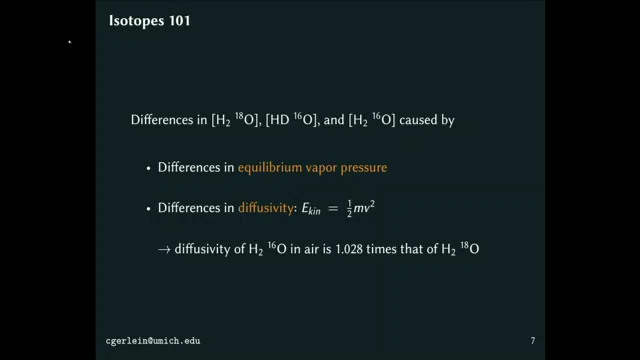 Isotopes 101
Differences in [H₂ ¹⁸O], [HD ¹⁶O], and [H₂ ¹⁶O] caused by
• Differences in equilibrium vapor pressure
• Differences in diffusivity: Eₖᵢₙ = ½mv²
→ diffusivity of H₂ ¹⁶O in air is 1.028 times that of H₂ ¹⁸O
cgerlein@umich.edu 7